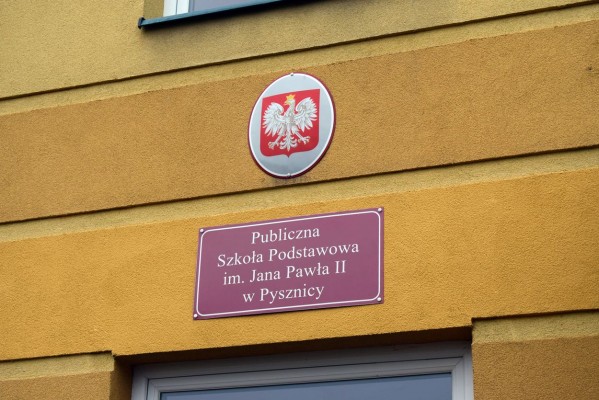 Publiczna
Szkoła Podstawowa
im. Jana Pawła II
w Pysznicy